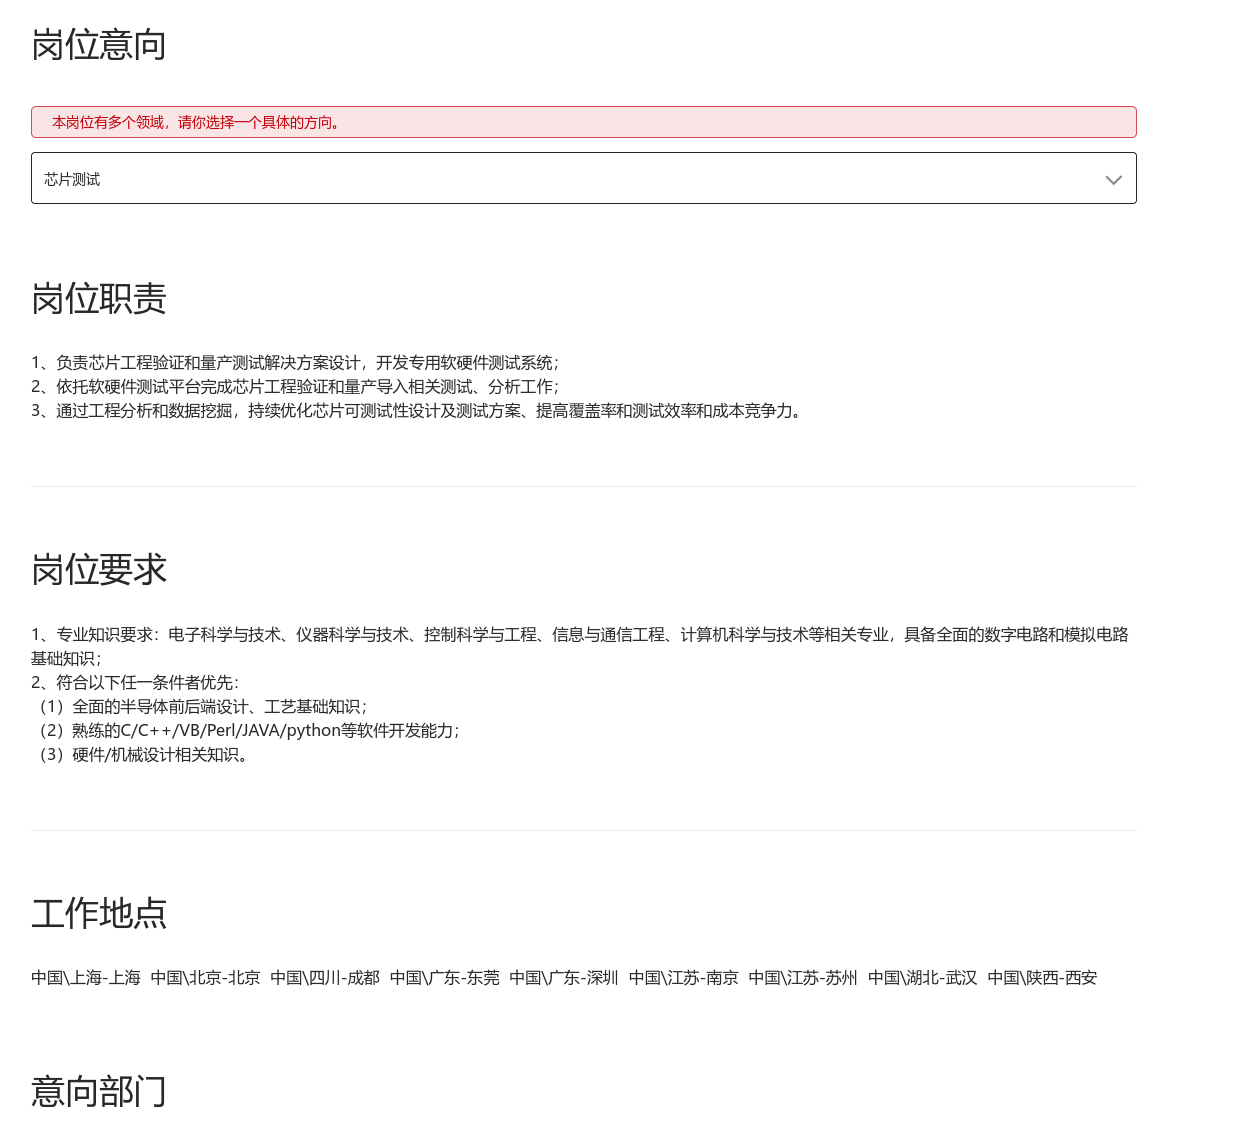 岗位意向
本岗位有多个领域，请你选择一个具体的方向。
芯片测试
岗位职责
1、负责芯片工程验证和量产测试解决方案设计，开发专用软硬件测试系统；
2、依托软硬件测试平台完成芯片工程验证和量产导入相关测试、分析工作；
3、通过工程分析和数据挖掘，持续优化芯片可测试性设计及测试方案、提高覆盖率和测试效率和成本竞争力。
岗位要求
1、专业知识要求：电子科学与技术、仪器科学与技术、控制科学与工程、信息与通信工程、计算机科学与技术等相关专业，具备全面的数字电路和模拟电路
基础知识；
2、符合以下任一条件者优先：
（1）全面的半导体前后端设计、工艺基础知识；
（2）熟练的C/C++/VB/Perl/JAVA/python等软件开发能力；
（3）硬件/机械设计相关知识。
工作地点
中国\上海-上海 中国\北京-北京 中国\四川-成都 中国\广东-东莞 中国\广东-深圳 中国\江苏-南京 中国\江苏-苏州 中国\湖北-武汉 中国\陕西-西安
意向部门